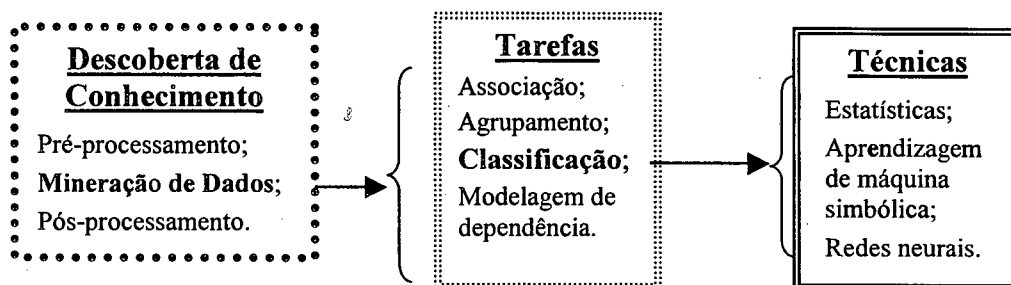 Descoberta de
Conhecimento
Pré-processamento;
Mineração de Dados;
Pós-processamento.
Tarefas
Associação;
Agrupamento;
Classificação;
Modelagem de
dependência.
Técnicas
Estatísticas;
Aprendizagem
de máquina
simbólica;
Redes neurais.